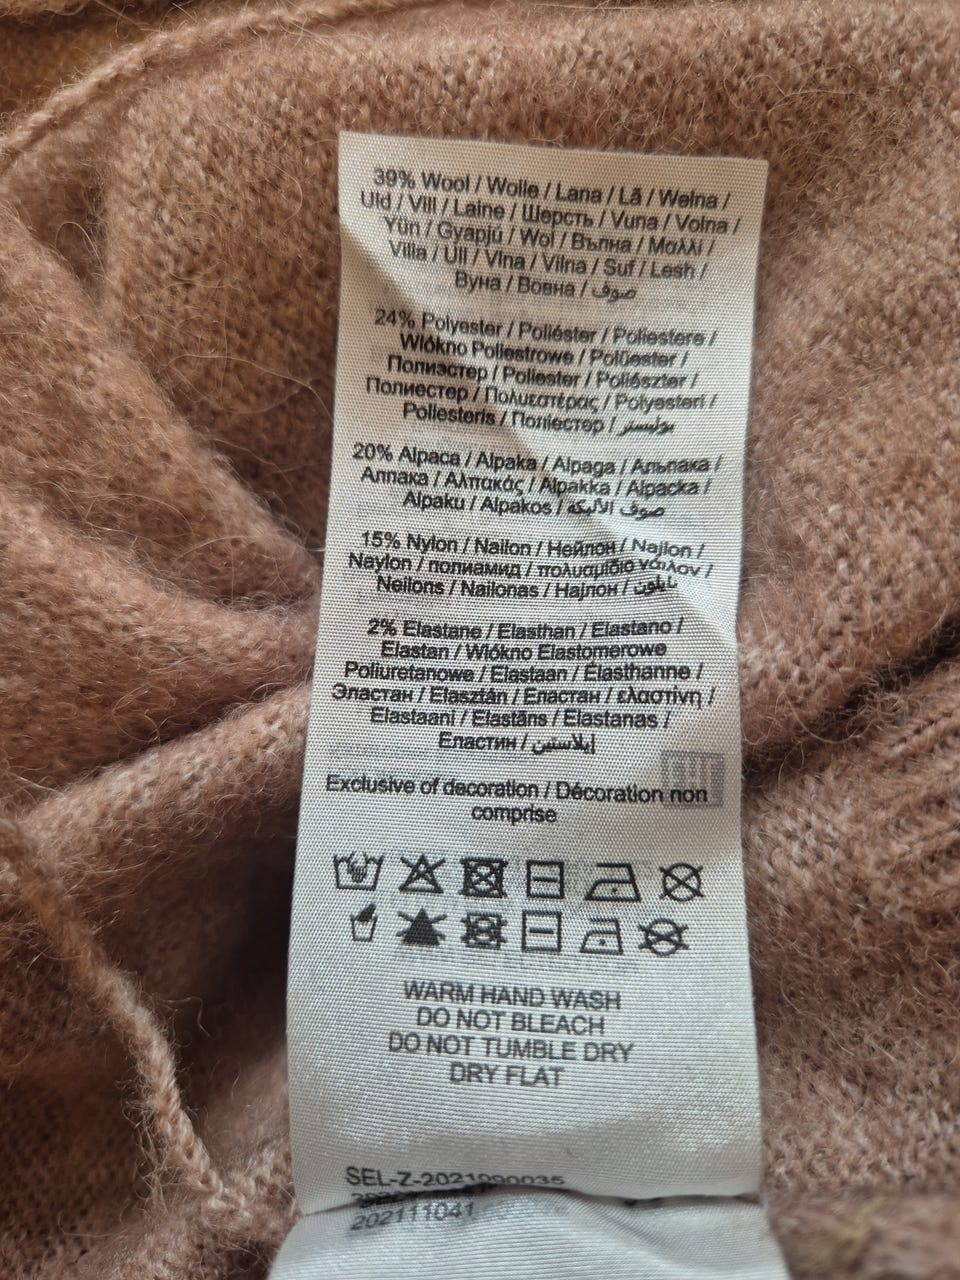 39% Wool / Wolle / Lana / Lã / Wełna /
Uld / Vill / Laine / Шерсть / Vuna / Volna /
Yün / Gyapjú / Wol / Вълна / Μαλλί /
Villa / Ull / Vlna / Vilna / Suf / Lesh /
Вуна / Вовна / صوف
24% Polyester / Poliéster / Poliestere /
Włókno Poliestrowe / Polüester /
Полиэстер / Poliester / Poliészter /
Полиестер / Πολυεστέρας / Polyesteri /
Poliesteris / Поліестер / بوليستر
20% Alpaca / Alpaka / Alpaga / Альпака /
Алпака / Αλπακάς / Alpakka / Alpacka /
Alpaku / Alpakos / صوف الألبكة
15% Nylon / Nailon / Нейлон / Najlon /
Naylon / полиамид / πολυαμίδιο νάιλον /
Neilons / Nailonas / Најлон / نايلون
2% Elastane / Elasthan / Elastano /
Elastan / Włókno Elastomerowe
Poliuretanowe / Elastaan / Élasthanne /
Эластан / Elasztán / Еластан / ελαστίνη /
Elastaani / Elastāns / Elastanas /
Еластин / إيلاستين
Exclusive of decoration / Décoration non
comprise
WARM HAND WASH
DO NOT BLEACH
DO NOT TUMBLE DRY
DRY FLAT
SEL-Z-2021090035
202111041